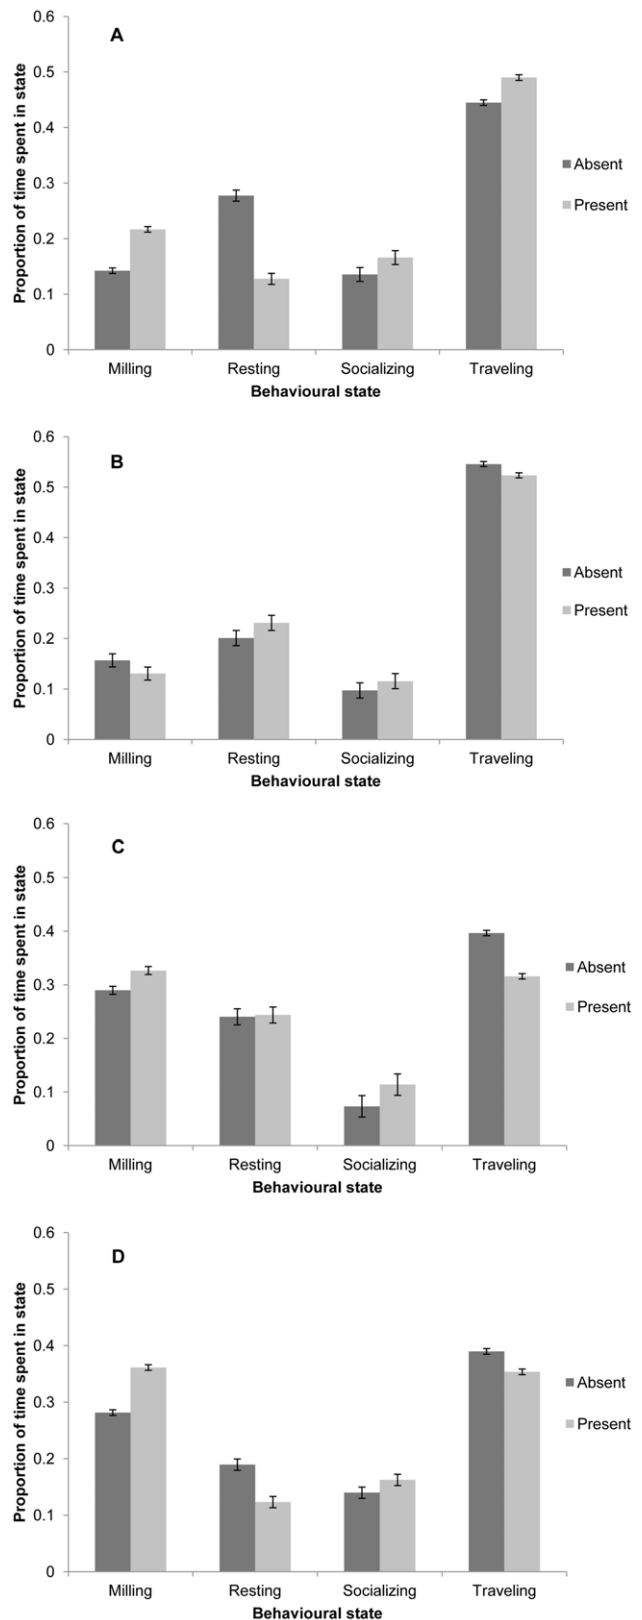 A
Proportion of time spent in state
0.6
0.5
0.4
0.3
0.2
0.1
0
Absent
Present
Milling Resting Socializing Traveling
Behavioural state
B
Proportion of time spent in state
0.6
0.5
0.4
0.3
0.2
0.1
0
Absent
Present
Milling Resting Socializing Traveling
Behavioural state
C
Proportion of time spent in state
0.6
0.5
0.4
0.3
0.2
0.1
0
Absent
Present
Milling Resting Socializing Traveling
Behavioural state
D
Proportion of time spent in state
0.6
0.5
0.4
0.3
0.2
0.1
0
Absent
Present
Milling Resting Socializing Traveling
Behavioural state